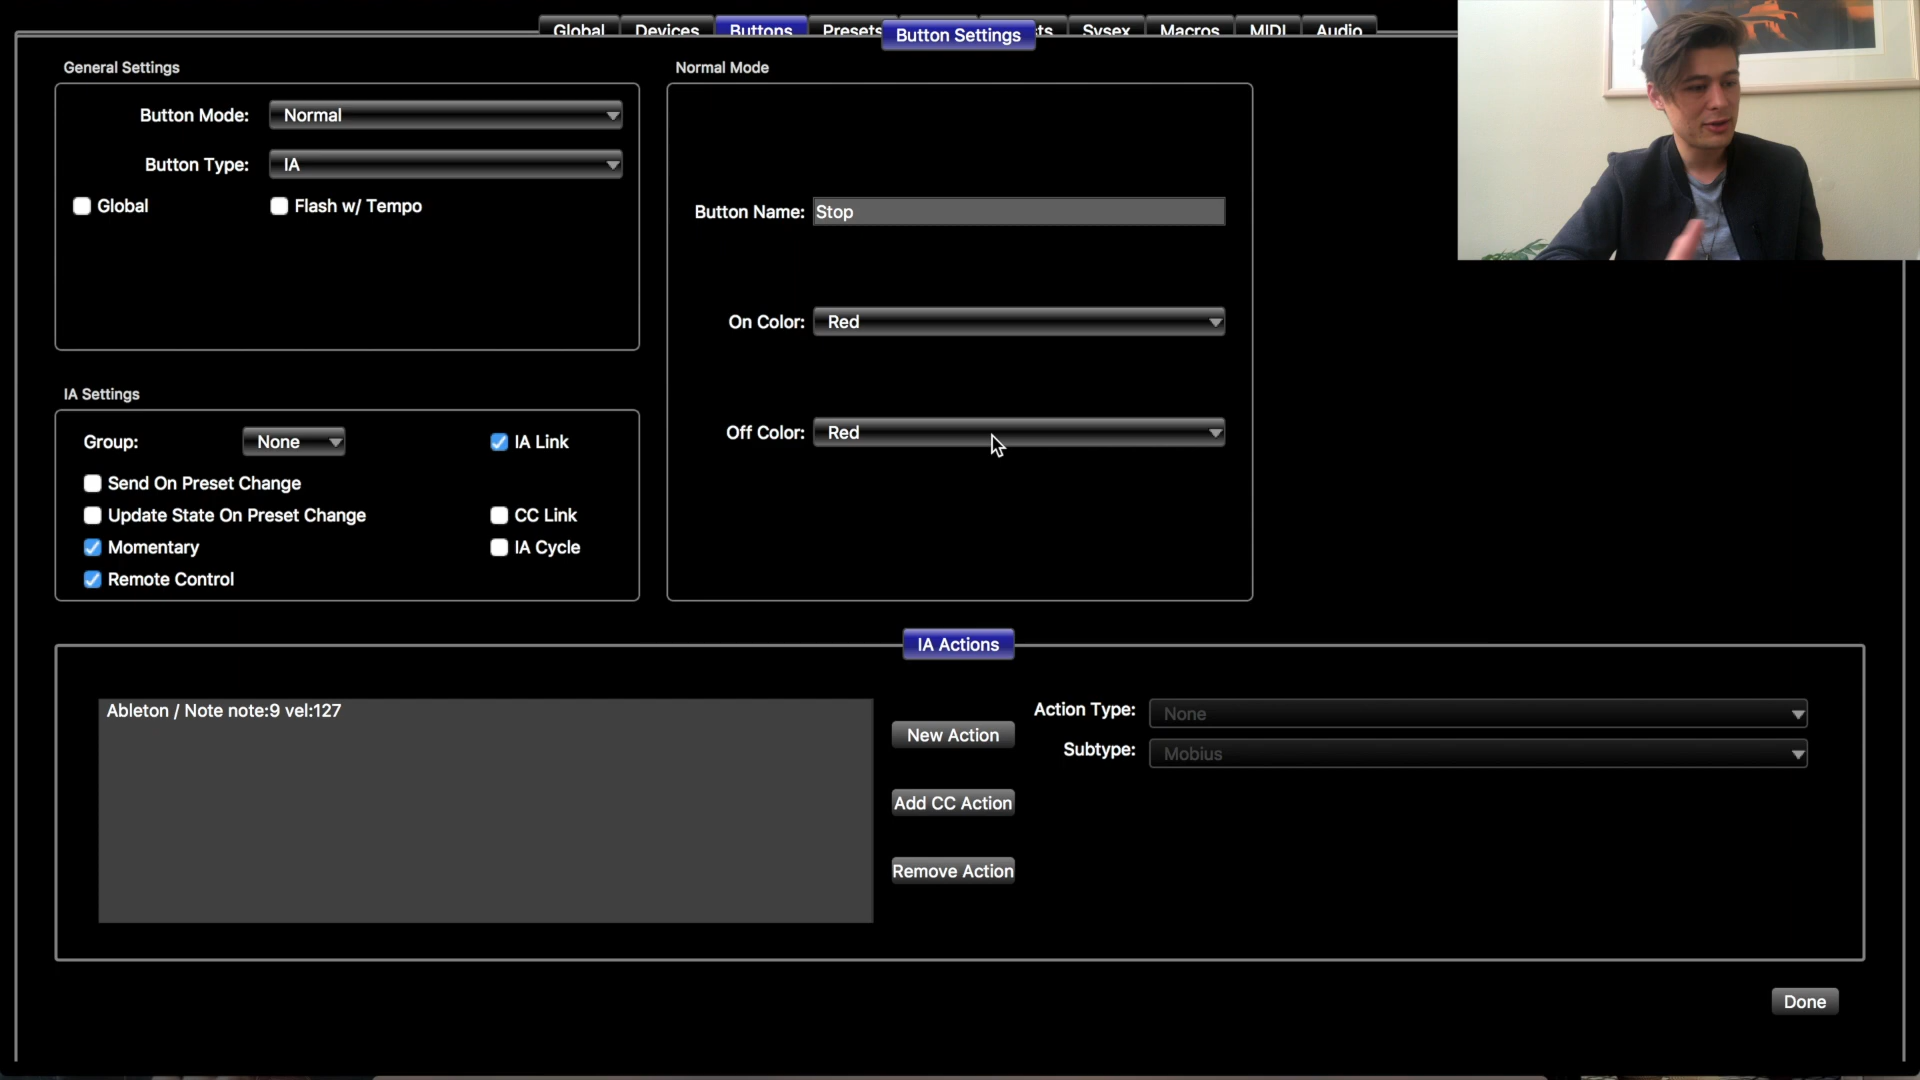 Global Devices Buttons Presets ts Sysex Macros MIDI Audio
Button Settings
General Settings
Button Mode: Normal
Button Type: IA
Global Flash w/ Tempo
Normal Mode
Button Name: Stop
On Color: Red
Off Color: Red
IA Settings
Group: None IA Link
Send On Preset Change
Update State On Preset Change CC Link
Momentary IA Cycle
Remote Control
IA Actions
Ableton / Note note:9 vel:127
New Action
Add CC Action
Remove Action
Action Type: None
Subtype: Mobius
Done